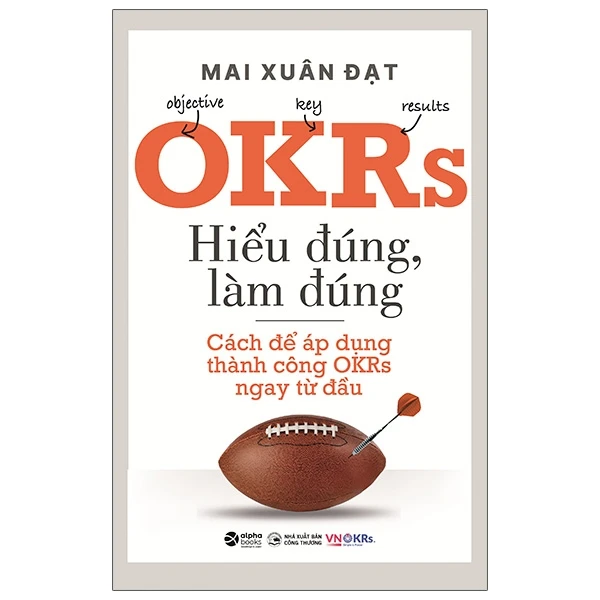 MAI XUÂN ĐẠT
objective key results
OKRs
Hiểu đúng,
làm đúng
Cách để áp dụng
thành công OKRs
ngay từ đầu
alpha books
NHÀ XUẤT BẢN
CÔNG THƯƠNG
VNOKRs.